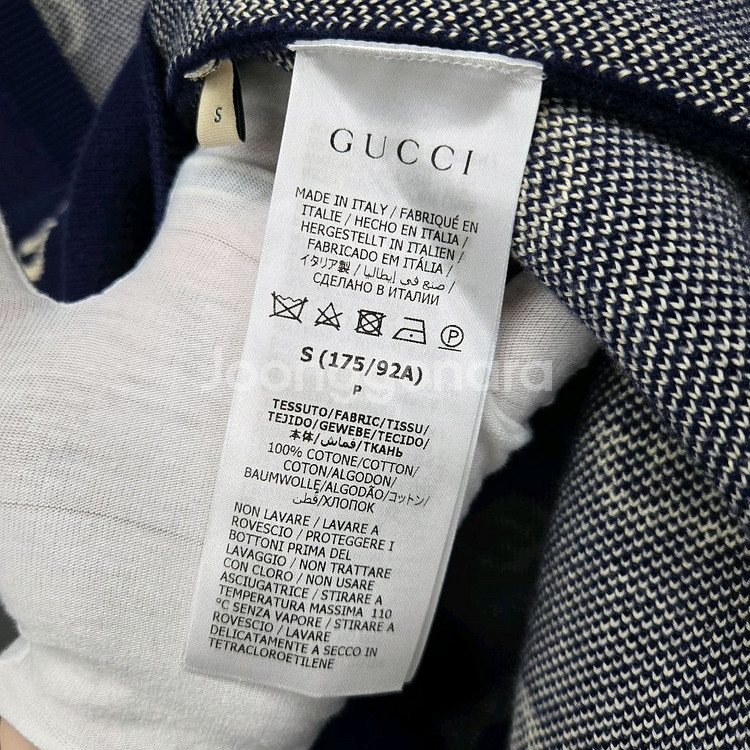 S
GUCCI
MADE IN ITALY / FABRIQUÉ EN
ITALIE / HECHO EN ITALIA /
HERGESTELLT IN ITALIEN /
FABRICADO EM ITÁLIA /
イタリア製 / صنع في إيطاليا /
СДЕЛАНО В ИТАЛИИ
P
S (175/92A)
P
TESSUTO/FABRIC/TISSU/
TEJIDO/GEWEBE/TECIDO/
本体/قماش/ТКАНЬ
100% COTONE/COTTON/
COTON/ALGODON/
BAUMWOLLE/ALGODÃO/コットン/
قطن/ХЛОПОК
NON LAVARE / LAVARE A
ROVESCIO / PROTEGGERE I
BOTTONI PRIMA DEL
LAVAGGIO / NON TRATTARE
CON CLORO / NON USARE
ASCIUGATRICE / STIRARE A
TEMPERATURA MASSIMA 110
°C SENZA VAPORE / STIRARE A
ROVESCIO / LAVARE
DELICATAMENTE A SECCO IN
TETRACLOROETILENE
Joonggonara